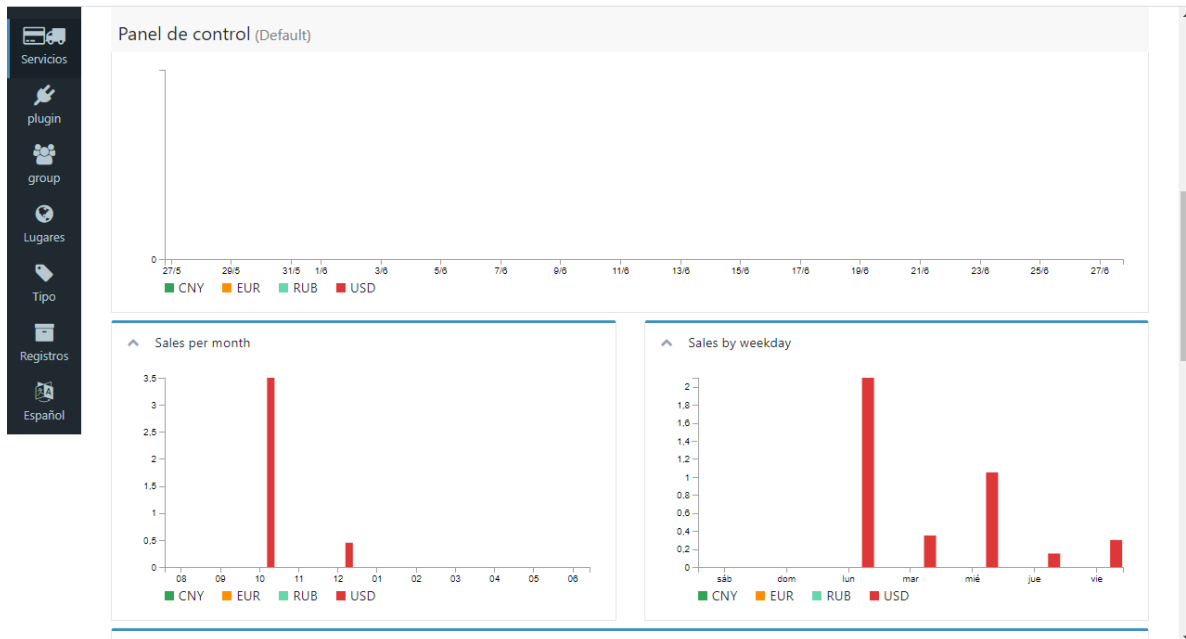 Servicios
plugin
group
Lugares
Tipo
Registros
Español
Panel de control (Default)
0
27/5 29/5 31/5 1/6 3/6 5/6 7/6 9/6 11/6 13/6 15/6 17/6 19/6 21/6 23/6 25/6 27/6
CNY EUR RUB USD
Sales per month
3,5
3
2,5
2
1,5
1
0,5
0
08 09 10 11 12 01 02 03 04 05 06
CNY EUR RUB USD
Sales by weekday
2
1,8
1,6
1,4
1,2
1
0,8
0,6
0,4
0,2
0
sáb dom lun mar mié jue vie
CNY EUR RUB USD